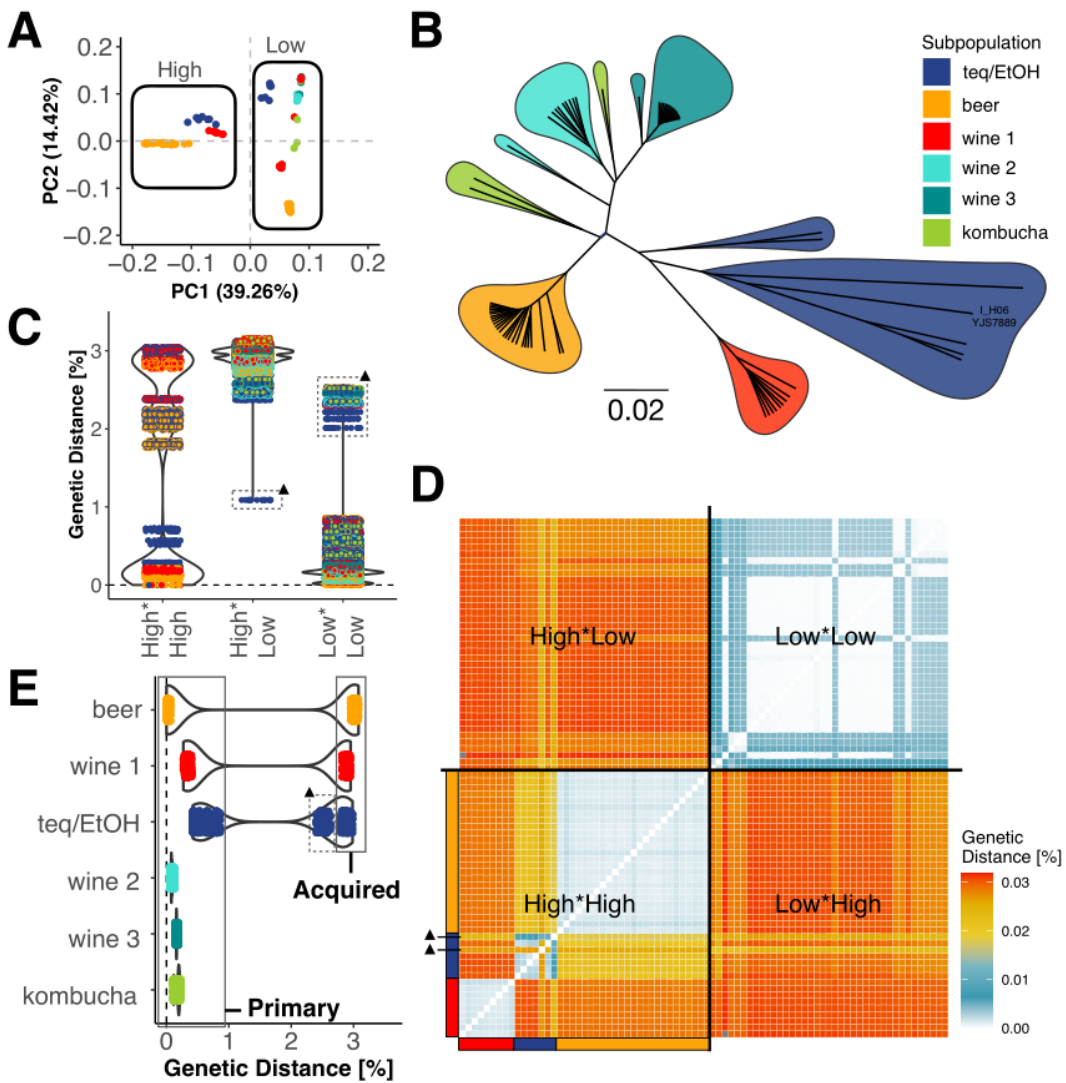 A
High
Low
0.2
0.1
0.0
−0.1
−0.2
−0.2
−0.1
0.0
0.1
0.2
PC2 (14.42%)
PC1 (39.26%)
B
Subpopulation
teq/EtOH
beer
wine 1
wine 2
wine 3
kombucha
I_H06
YJS7889
0.02
C
Genetic Distance [%]
3
2
1
0
▲
▲
High*
High
High*
Low
Low*
Low
D
High*Low
Low*Low
High*High
Low*High
▲
▲
Genetic
Distance [%]
0.03
0.02
0.01
0.00
E
beer
wine 1
teq/EtOH
wine 2
wine 3
kombucha
▲
Acquired
Primary
0
1
2
3
Genetic Distance [%]